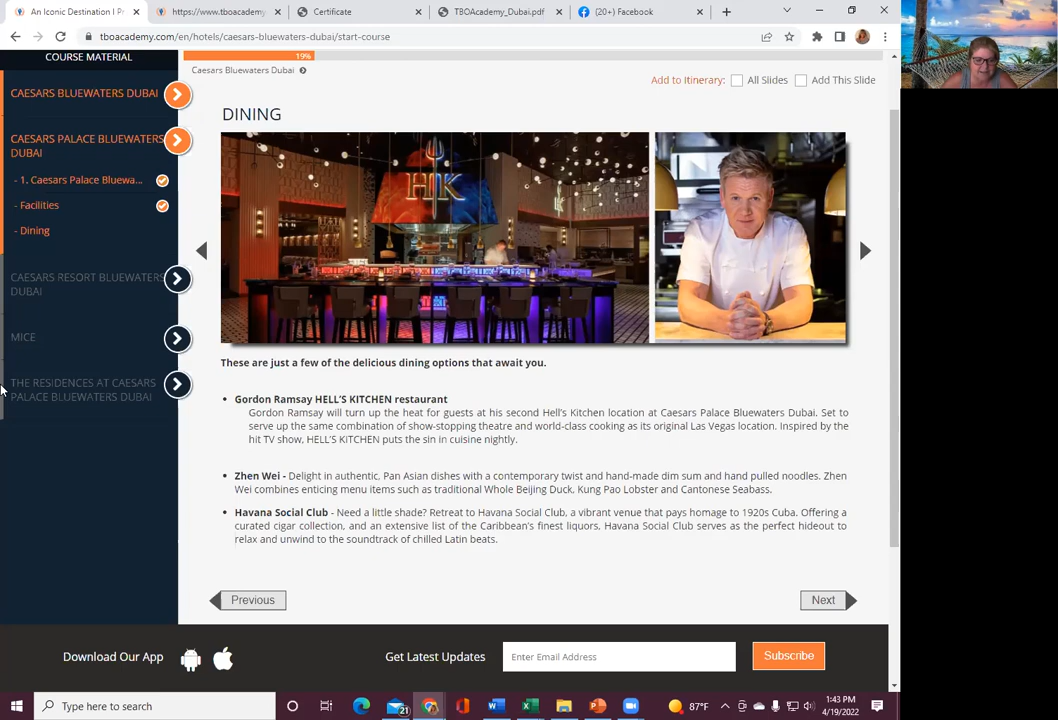 An Iconic Destination I P
https://www.tboacademy
Certificate
TBOAcademy_Dubai.pdf
(20+) Facebook
tboacademy.com/en/hotels/caesars-bluewaters-dubai/start-course
COURSE MATERIAL
19%
Caesars Bluewaters Dubai
Add to Itinerary:
All Slides
Add This Slide
CAESARS BLUEWATERS DUBAI
CAESARS PALACE BLUEWATERS
DUBAI
- 1. Caesars Palace Bluewa...
- Facilities
- Dining
CAESARS RESORT BLUEWATERS
DUBAI
MICE
THE RESIDENCES AT CAESARS
PALACE BLUEWATERS DUBAI
DINING
HK
These are just a few of the delicious dining options that await you.
• Gordon Ramsay HELL'S KITCHEN restaurant
Gordon Ramsay will turn up the heat for guests at his second Hell's Kitchen location at Caesars Palace Bluewaters Dubai. Set to
serve up the same combination of show-stopping theatre and world-class cooking as its original Las Vegas location. Inspired by the
hit TV show, HELL'S KITCHEN puts the sin in cuisine nightly.
• Zhen Wei - Delight in authentic, Pan Asian dishes with a contemporary twist and hand-made dim sum and hand pulled noodles. Zhen
Wei combines enticing menu items such as traditional Whole Beijing Duck, Kung Pao Lobster and Cantonese Seabass.
• Havana Social Club - Need a little shade? Retreat to Havana Social Club, a vibrant venue that pays homage to 1920s Cuba. Offering a
curated cigar collection, and an extensive list of the Caribbean's finest liquors, Havana Social Club serves as the perfect hideout to
relax and unwind to the soundtrack of chilled Latin beats.
Previous
Next
Download Our App
Get Latest Updates
Enter Email Address
Subscribe
Type here to search
21
87°F
1:43 PM
4/19/2022